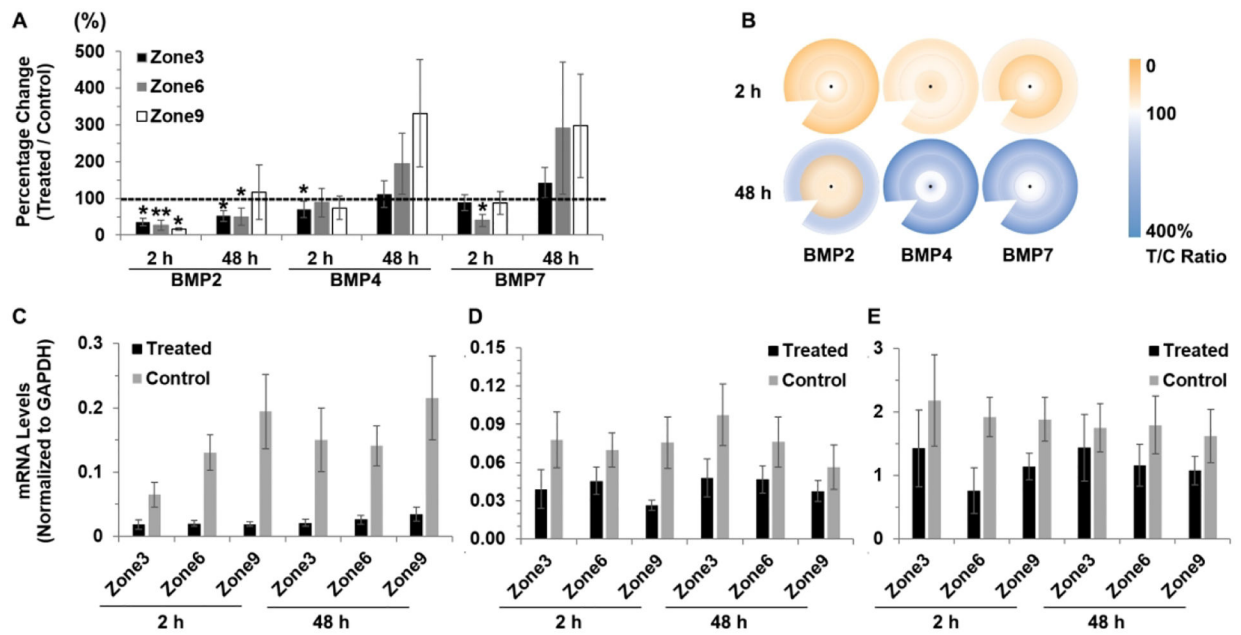 A (%)
Percentage Change
(Treated / Control)
500
400
300
200
100
0
Zone3
Zone6
Zone9
* ** * * * * *
2 h 48 h 2 h 48 h 2 h 48 h
BMP2 BMP4 BMP7
B
2 h
48 h
BMP2 BMP4 BMP7
0
100
400%
T/C Ratio
C
mRNA Levels
(Normalized to GAPDH)
0.3
0.2
0.1
0
Treated
Control
Zone3 Zone6 Zone9 Zone3 Zone6 Zone9
2 h 48 h
D
0.15
0.12
0.09
0.06
0.03
0.00
Treated
Control
Zone3 Zone6 Zone9 Zone3 Zone6 Zone9
2 h 48 h
E
3
2
1
0
Treated
Control
Zone3 Zone6 Zone9 Zone3 Zone6 Zone9
2 h 48 h